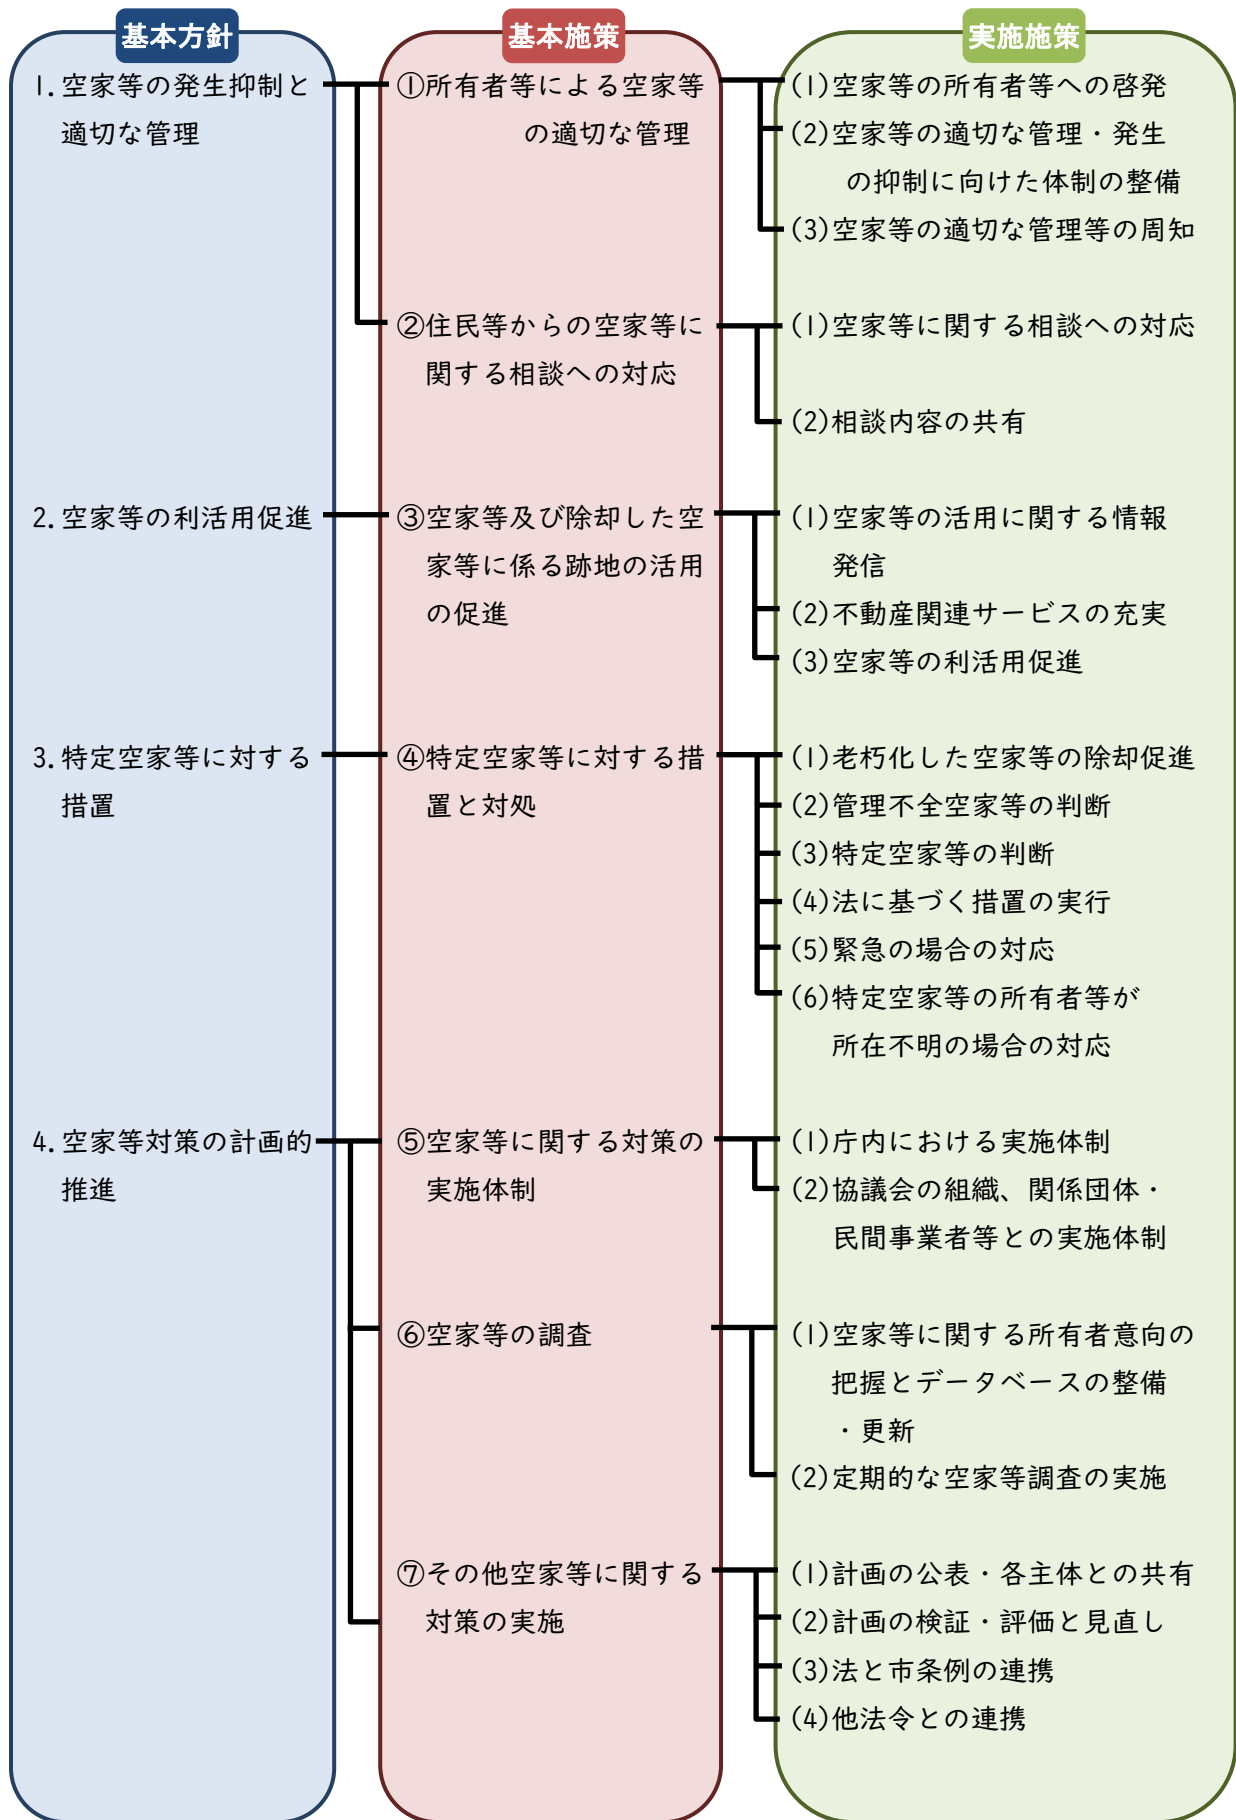 基本方針
1.空家等の発生抑制と
適切な管理
2.空家等の利活用促進
3.特定空家等に対する
措置
4.空家等対策の計画的
推進
基本施策
①所有者等による空家等
の適切な管理
②住民等からの空家等に
関する相談への対応
③空家等及び除却した空
家等に係る跡地の活用
の促進
④特定空家等に対する措
置と対処
⑤空家等に関する対策の
実施体制
⑥空家等の調査
⑦その他空家等に関する
対策の実施
実施施策
(1)空家等の所有者等への啓発
(2)空家等の適切な管理・発生
の抑制に向けた体制の整備
(3)空家等の適切な管理等の周知
(1)空家等に関する相談への対応
(2)相談内容の共有
(1)空家等の活用に関する情報
発信
(2)不動産関連サービスの充実
(3)空家等の利活用促進
(1)老朽化した空家等の除却促進
(2)管理不全空家等の判断
(3)特定空家等の判断
(4)法に基づく措置の実行
(5)緊急の場合の対応
(6)特定空家等の所有者等が
所在不明の場合の対応
(1)庁内における実施体制
(2)協議会の組織、関係団体・
民間事業者等との実施体制
(1)空家等に関する所有者意向の
把握とデータベースの整備
・更新
(2)定期的な空家等調査の実施
(1)計画の公表・各主体との共有
(2)計画の検証・評価と見直し
(3)法と市条例の連携
(4)他法令との連携